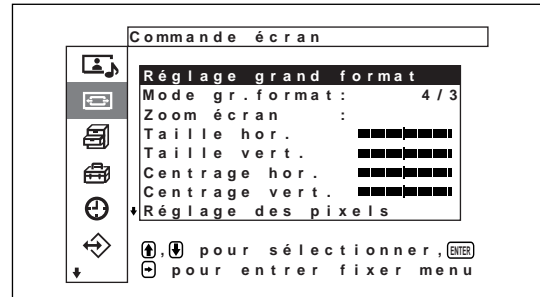 Commande écran
Réglage grand format
Mode gr.format: 4/3
Zoom écran :
Taille hor.
Taille vert.
Centrage hor.
Centrage vert.
Réglage des pixels
, pour sélectionner, ENTER
pour entrer fixer menu